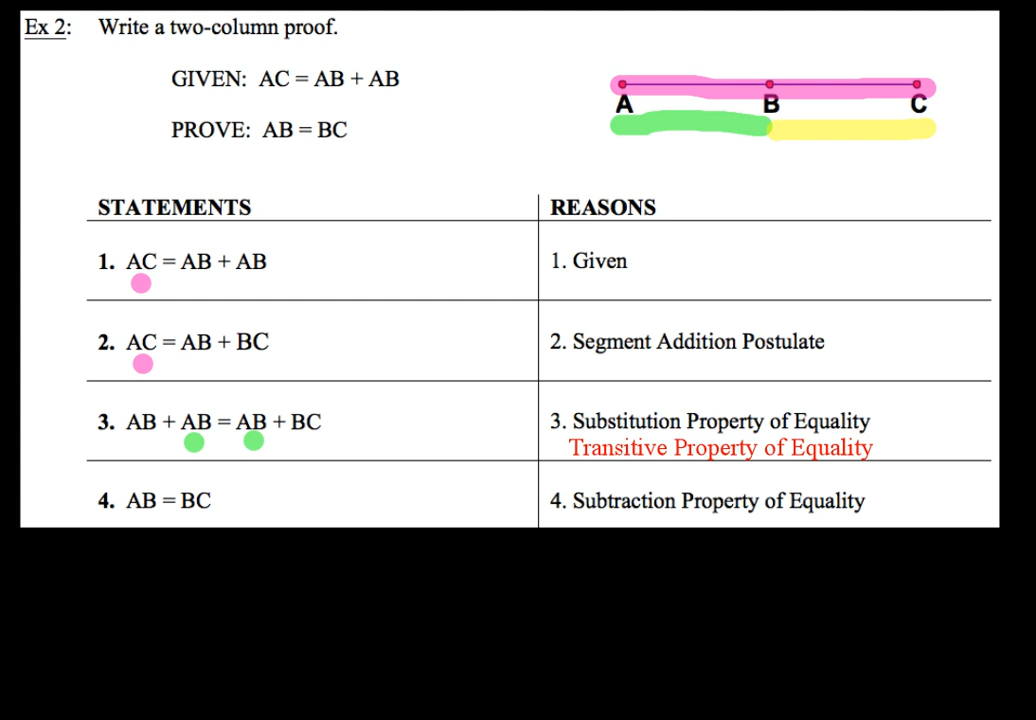 Ex 2: Write a two-column proof.
GIVEN: AC = AB + AB
PROVE: AB = BC
A B C
STATEMENTS REASONS
1. AC = AB + AB 1. Given
2. AC = AB + BC 2. Segment Addition Postulate
3. AB + AB = AB + BC 3. Substitution Property of Equality
Transitive Property of Equality
4. AB = BC 4. Subtraction Property of Equality